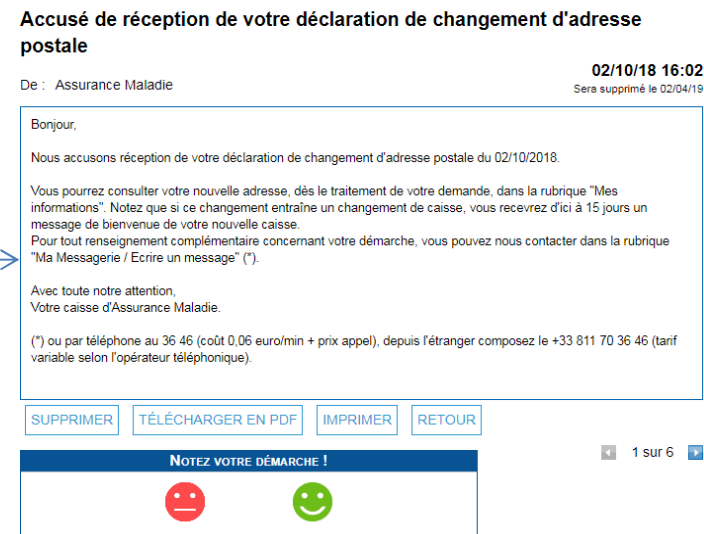 Accusé de réception de votre déclaration de changement d'adresse
postale
02/10/18 16:02
De : Assurance Maladie
Sera supprimé le 02/04/19
Bonjour,
Nous accusons réception de votre déclaration de changement d'adresse postale du 02/10/2018.
Vous pourrez consulter votre nouvelle adresse, dès le traitement de votre demande, dans la rubrique "Mes
informations". Notez que si ce changement entraîne un changement de caisse, vous recevrez d'ici à 15 jours un
message de bienvenue de votre nouvelle caisse.
Pour tout renseignement complémentaire concernant votre démarche, vous pouvez nous contacter dans la rubrique
"Ma Messagerie / Ecrire un message" (*).
Avec toute notre attention,
Votre caisse d'Assurance Maladie.
(*) ou par téléphone au 36 46 (coût 0,06 euro/min + prix appel), depuis l'étranger composez le +33 811 70 36 46 (tarif
variable selon l'opérateur téléphonique).
SUPPRIMER TÉLÉCHARGER EN PDF IMPRIMER RETOUR
1 sur 6
NOTEZ VOTRE DÉMARCHE !